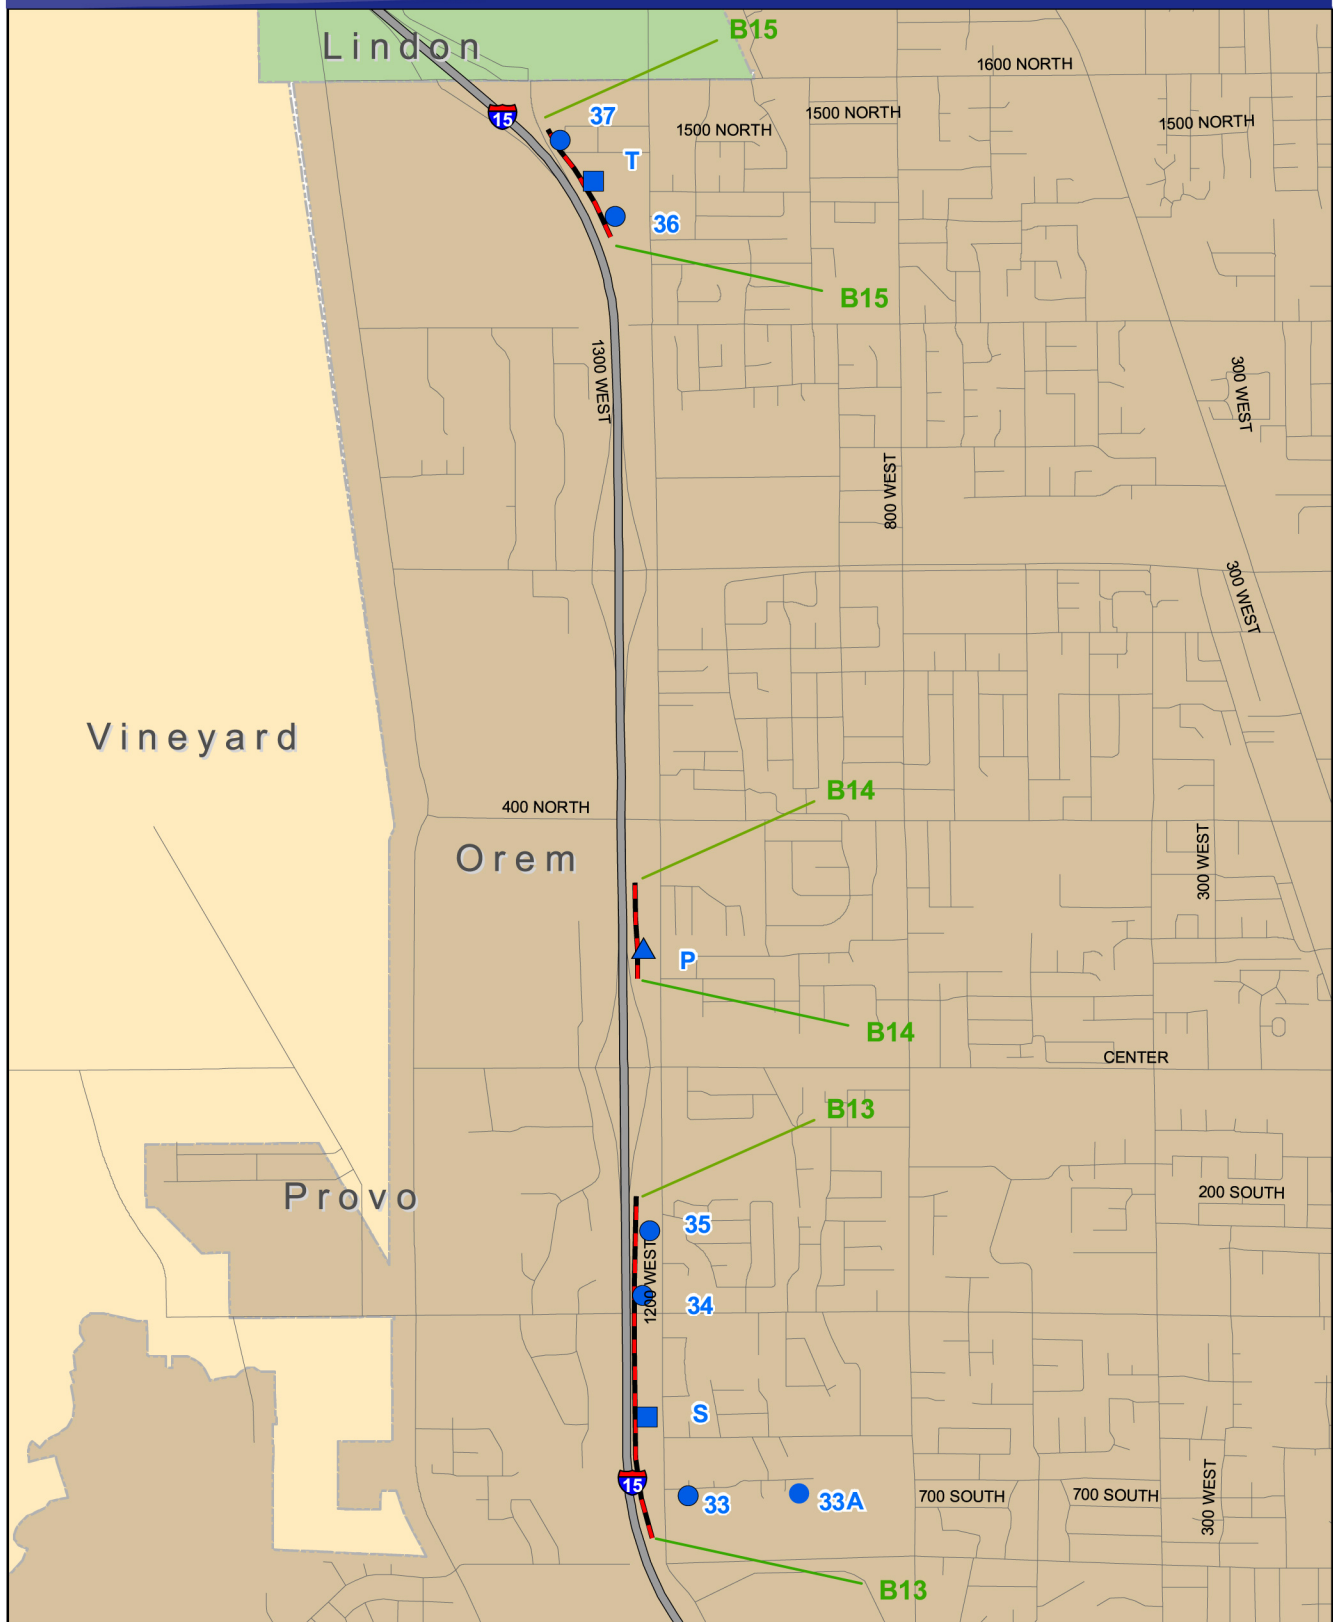 B15
Lindon
1600 NORTH
15
37
1500 NORTH
1500 NORTH
1500 NORTH
T
36
B15
1300 WEST
300 WEST
800 WEST
300 WEST
Vineyard
B14
400 NORTH
Orem
300 WEST
P
B14
CENTER
B13
Provo
200 SOUTH
35
1200 WEST
34
S
15
33
33A
700 SOUTH
700 SOUTH
300 WEST
B13